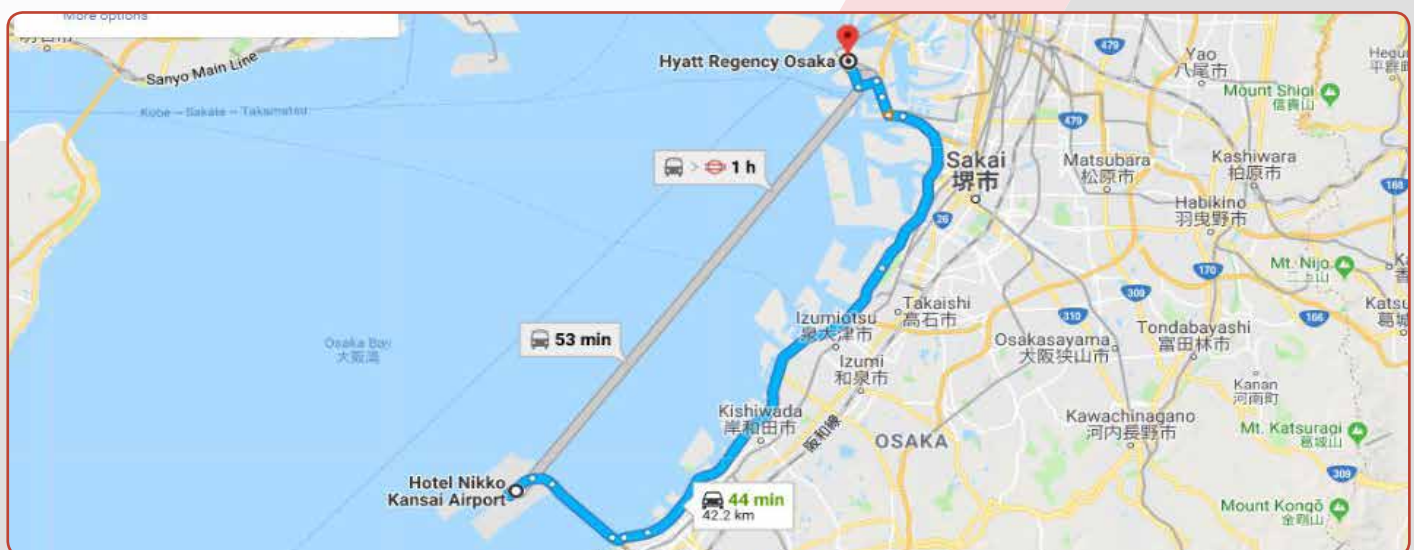 More options
Sanyo Main Line
Kobe -- Sakate -- Takamatsu
Hyatt Regency Osaka
479
Yao
八尾市
Mount Shigi
信貴山
479
1 h
Sakai
堺市
Matsubara
松原市
Kashiwara
柏原市
168
Habikino
羽曳野市
26
Mt. Nijo
二上山
170
309
Takaishi
高石市
Izumiotsu
泉大津市
310
166
Osaka Bay
大阪湾
53 min
Osakasayama
大阪狭山市
Tondabayashi
富田林市
Izumi
和泉市
Kanan
河南町
Kishiwada
岸和田市
阪和線
OSAKA
Kawachinagano
河内長野市
Mt. Katsuragi
葛城山
309
Hotel Nikko
Kansai Airport
44 min
42.2 km
Mount Kongō
金剛山